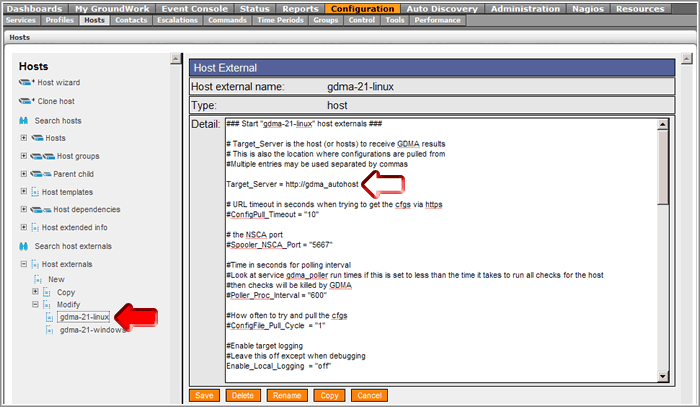 Dashboards My GroundWork Event Console Status Reports Configuration Auto Discovery Administration Nagios Resources
Services Profiles Hosts Contacts Escalations Commands Time Periods Groups Control Tools Performance
Hosts
Hosts
Host wizard
Clone host
Search hosts
Hosts
Host groups
Parent child
Host templates
Host dependencies
Host extended info
Search host externals
Host externals
New
Copy
Modify
gdma-21-linux
gdma-21-windows
Host External
Host external name: gdma-21-linux
Type: host
Detail:
### Start "gdma-21-linux" host externals ###
# Target_Server is the host (or hosts) to receive GDMA results
# This is also the location where configurations are pulled from
#Multiple entries may be used separated by commas
Target_Server = http://gdma_autohost
# URL timeout in seconds when trying to get the cfgs via https
#ConfigPull_Timeout = "10"
# the NSCA port
#Spooler_NSCA_Port = "5667"
#Time in seconds for polling interval
#Look at service gdma_poller run times if this is set to less than the time it takes to run all checks for the host
#then checks will be killed by GDMA
#Poller_Proc_Interval = "600"
#How often to try and pull the cfgs
#ConfigFile_Pull_Cycle = "1"
#Enable target logging
#Leave this off except when debugging
Enable_Local_Logging = "off"
Save Delete Rename Copy Cancel